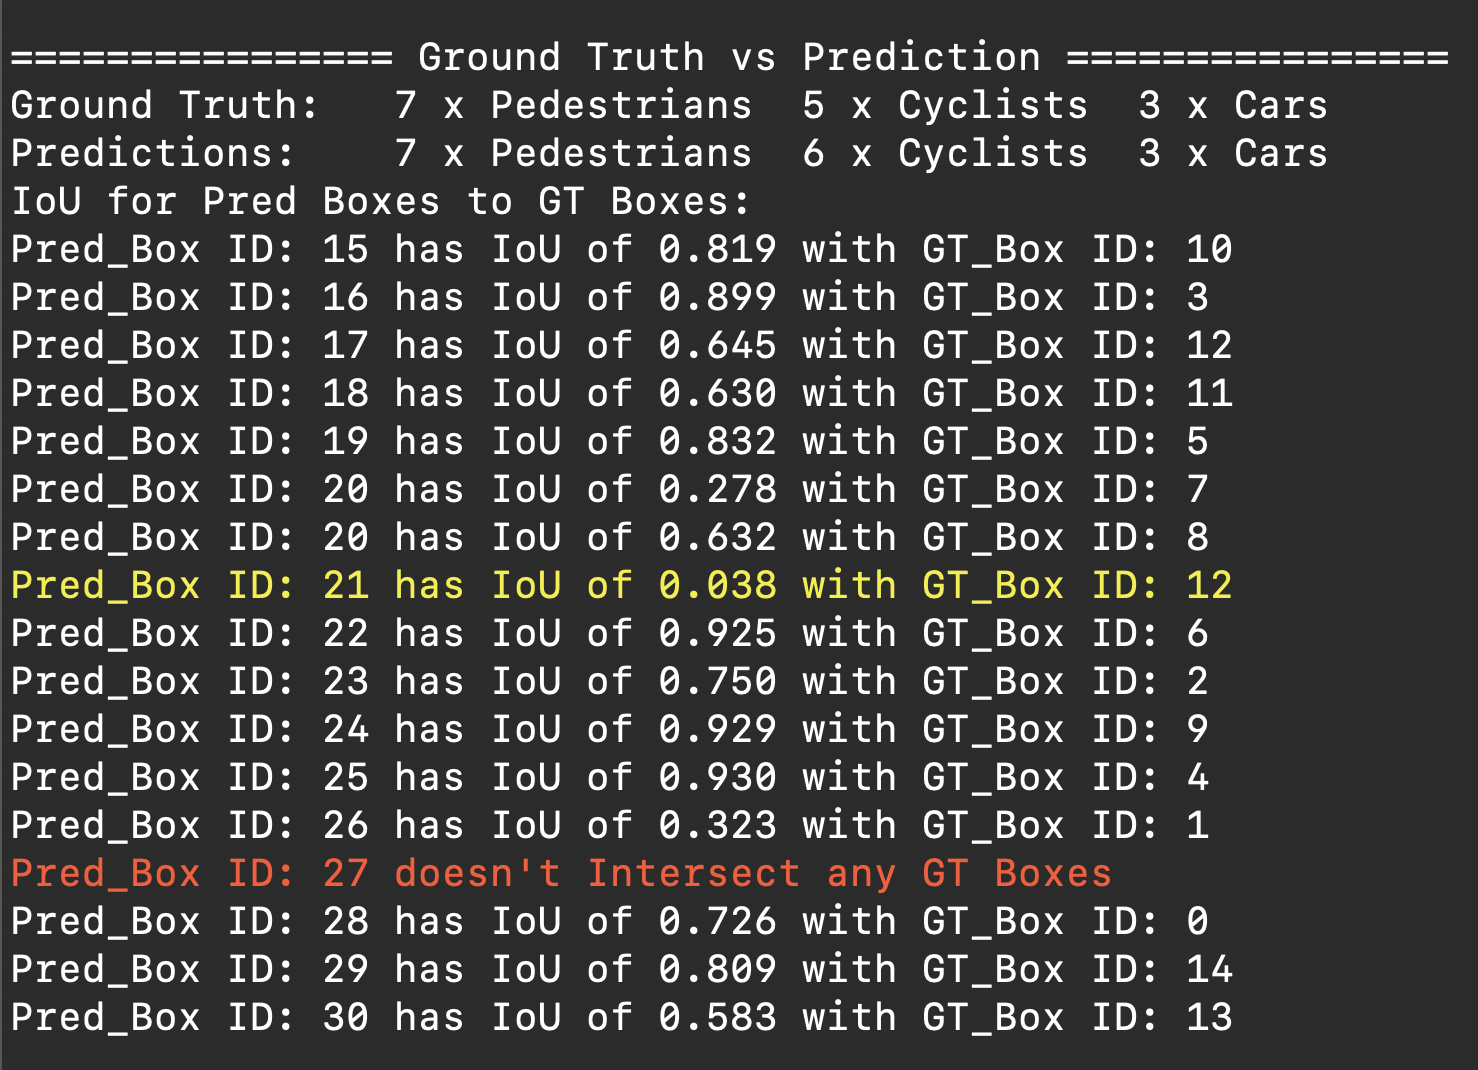 ================ Ground Truth vs Prediction ================
Ground Truth:   7 x Pedestrians  5 x Cyclists  3 x Cars
Predictions:    7 x Pedestrians  6 x Cyclists  3 x Cars
IoU for Pred Boxes to GT Boxes:
Pred_Box ID: 15 has IoU of 0.819 with GT_Box ID: 10
Pred_Box ID: 16 has IoU of 0.899 with GT_Box ID: 3
Pred_Box ID: 17 has IoU of 0.645 with GT_Box ID: 12
Pred_Box ID: 18 has IoU of 0.630 with GT_Box ID: 11
Pred_Box ID: 19 has IoU of 0.832 with GT_Box ID: 5
Pred_Box ID: 20 has IoU of 0.278 with GT_Box ID: 7
Pred_Box ID: 20 has IoU of 0.632 with GT_Box ID: 8
Pred_Box ID: 21 has IoU of 0.038 with GT_Box ID: 12
Pred_Box ID: 22 has IoU of 0.925 with GT_Box ID: 6
Pred_Box ID: 23 has IoU of 0.750 with GT_Box ID: 2
Pred_Box ID: 24 has IoU of 0.929 with GT_Box ID: 9
Pred_Box ID: 25 has IoU of 0.930 with GT_Box ID: 4
Pred_Box ID: 26 has IoU of 0.323 with GT_Box ID: 1
Pred_Box ID: 27 doesn't Intersect any GT Boxes
Pred_Box ID: 28 has IoU of 0.726 with GT_Box ID: 0
Pred_Box ID: 29 has IoU of 0.809 with GT_Box ID: 14
Pred_Box ID: 30 has IoU of 0.583 with GT_Box ID: 13